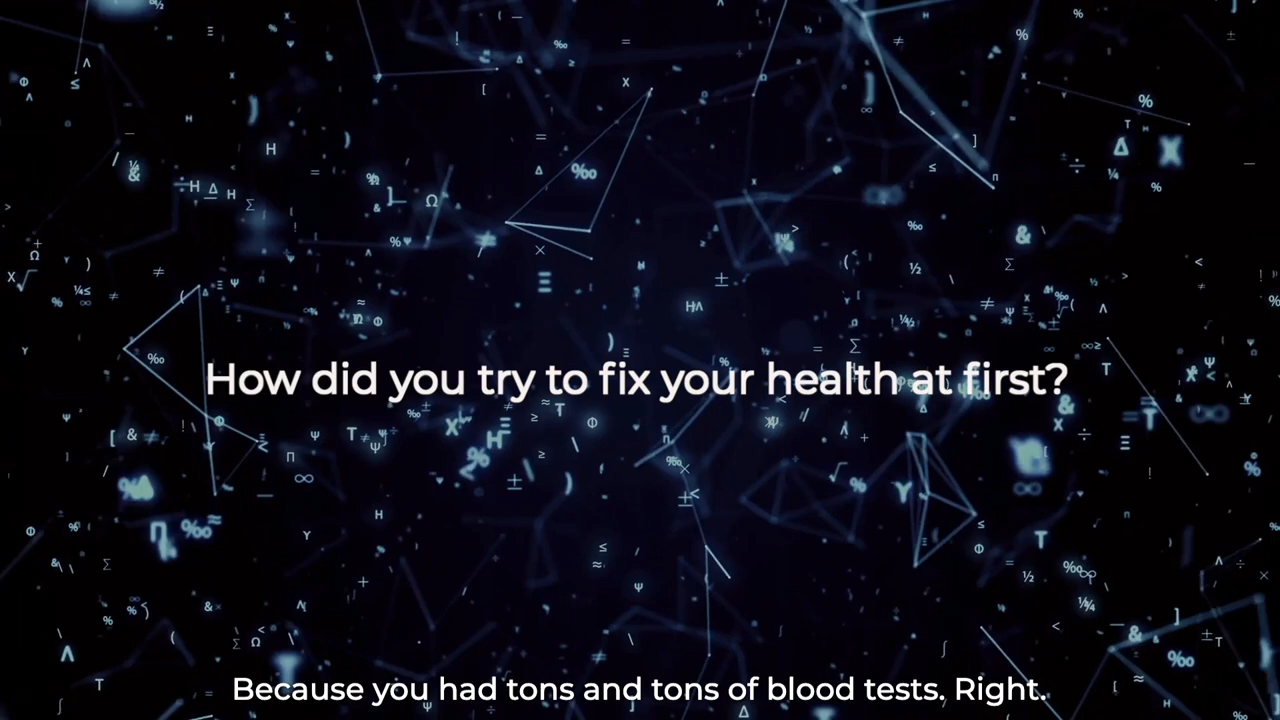 How did you try to fix your health at first?
Because you had tons and tons of blood tests. Right.